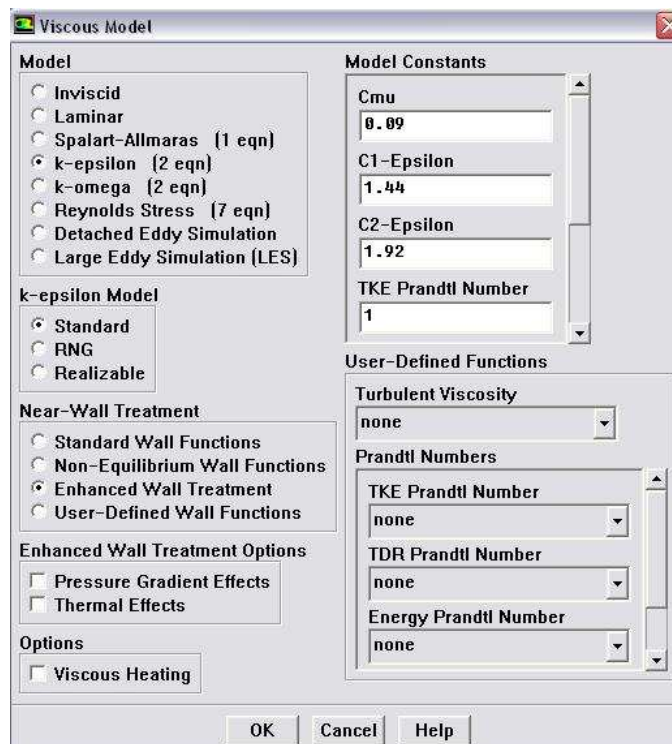 Viscous Model
Model
Inviscid
Laminar
Spalart-Allmaras (1 eqn)
k-epsilon (2 eqn)
k-omega (2 eqn)
Reynolds Stress (7 eqn)
Detached Eddy Simulation
Large Eddy Simulation (LES)
k-epsilon Model
Standard
RNG
Realizable
Near-Wall Treatment
Standard Wall Functions
Non-Equilibrium Wall Functions
Enhanced Wall Treatment
User-Defined Wall Functions
Enhanced Wall Treatment Options
Pressure Gradient Effects
Thermal Effects
Options
Viscous Heating
Model Constants
Cmu
0.09
C1-Epsilon
1.44
C2-Epsilon
1.92
TKE Prandtl Number
1
User-Defined Functions
Turbulent Viscosity
none
Prandtl Numbers
TKE Prandtl Number
none
TDR Prandtl Number
none
Energy Prandtl Number
none
OK Cancel Help